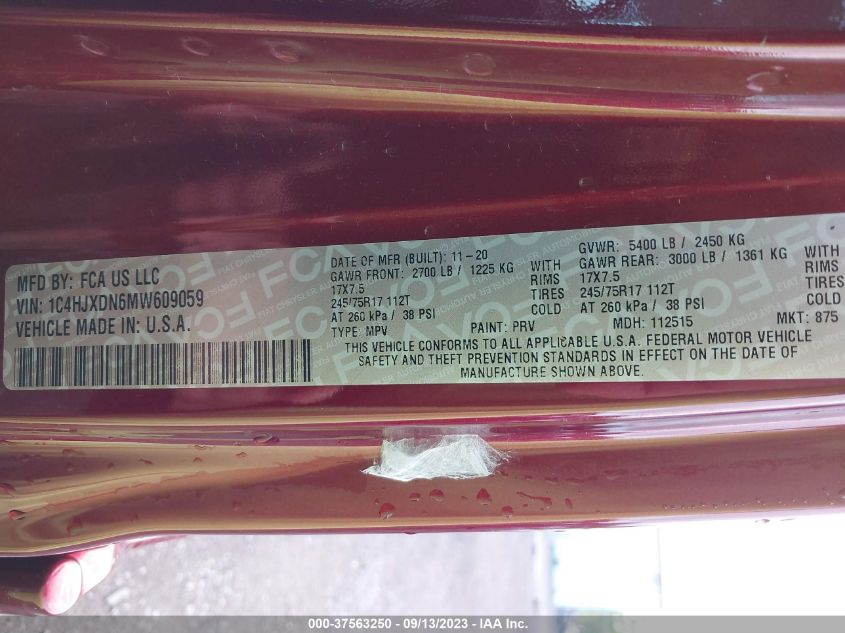 MFD BY: FCA US LLC
VIN: 1C4HJXDN6MW609059
VEHICLE MADE IN: U.S.A.
DATE OF MFR (BUILT): 11-20
GVWR: 5400 LB / 2450 KG
GAWR FRONT: 2700 LB / 1225 KG WITH GAWR REAR: 3000 LB / 1361 KG WITH
17X7.5 RIMS 17X7.5 RIMS
245/75R17 112T TIRES 245/75R17 112T TIRES
AT 260 kPa / 38 PSI AT 260 kPa / 38 PSI
TYPE: MPV PAINT: PRV MDH: 112515 MKT: 875
THIS VEHICLE CONFORMS TO ALL APPLICABLE U.S.A. FEDERAL MOTOR VEHICLE
SAFETY AND THEFT PREVENTION STANDARDS IN EFFECT ON THE DATE OF
MANUFACTURE SHOWN ABOVE.
000-37563250 - 09/13/2023 - IAA Inc.